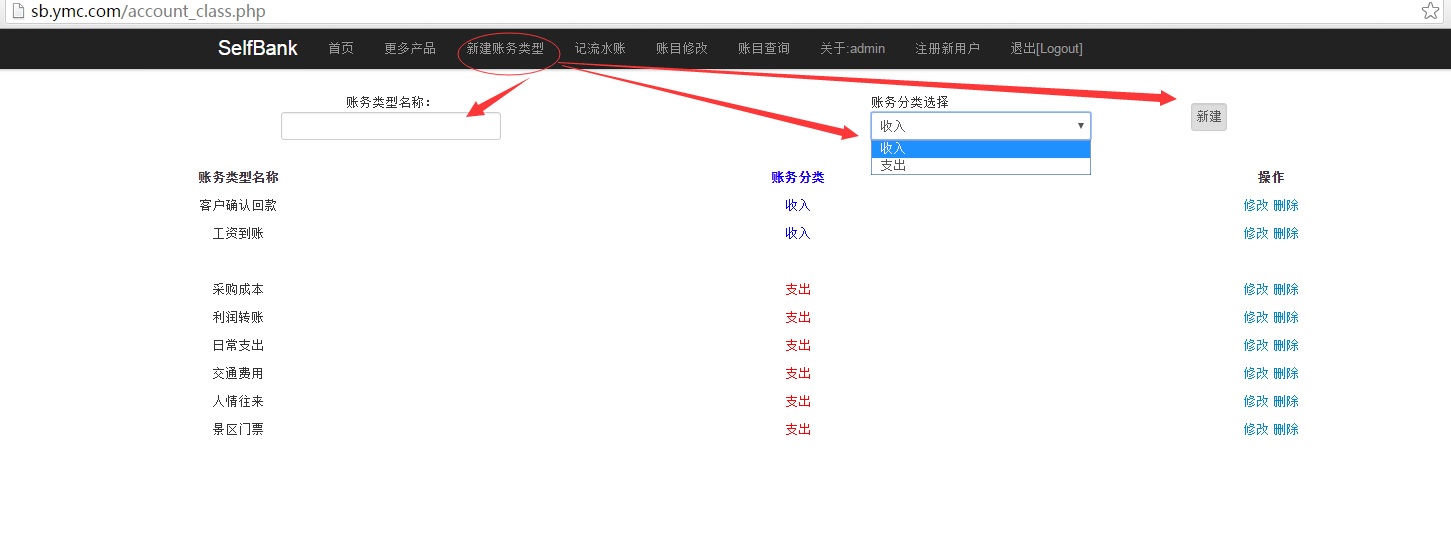 sb.ymc.com/account_class.php
SelfBank 首页 更多产品 新建账务类型 记流水账 账目修改 账目查询 关于:admin 注册新用户 退出[Logout]
账务类型名称： 账务分类选择
收入 新建
收入
支出
账务类型名称 账务分类 操作
客户确认回款 收入 修改 删除
工资到账 收入 修改 删除
采购成本 支出 修改 删除
利润转账 支出 修改 删除
日常支出 支出 修改 删除
交通费用 支出 修改 删除
人情往来 支出 修改 删除
景区门票 支出 修改 删除